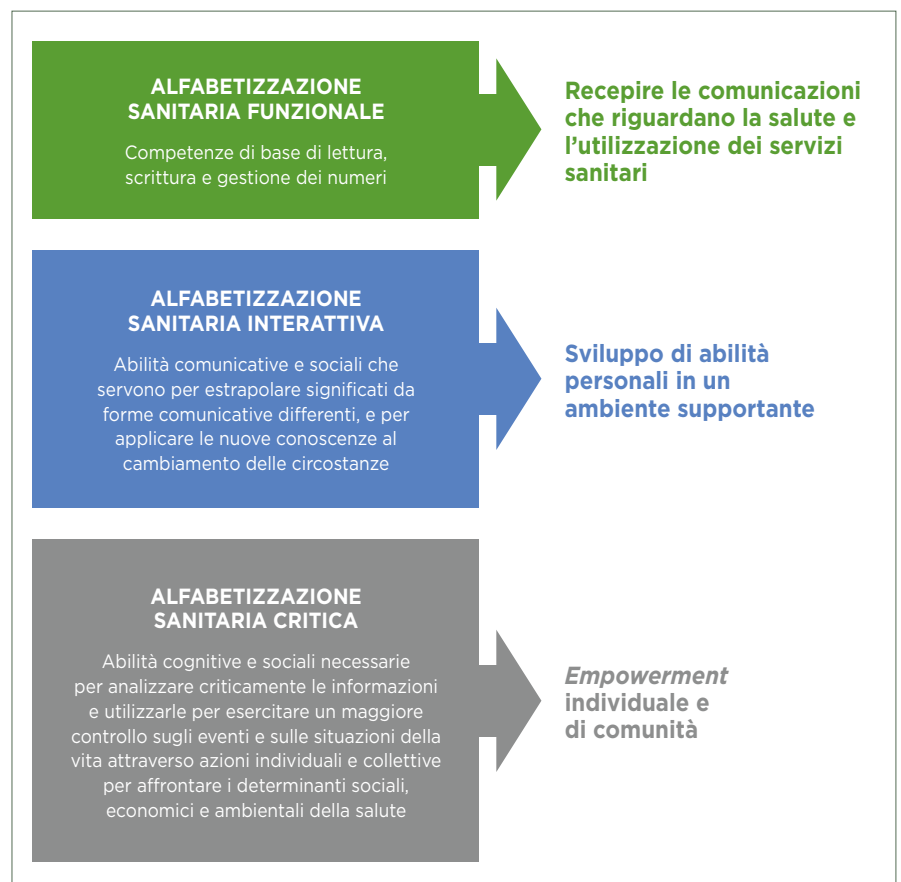 ALFABETIZZAZIONE
SANITARIA FUNZIONALE
Competenze di base di lettura,
scrittura e gestione dei numeri
Recepire le comunicazioni
che riguardano la salute e
l’utilizzazione dei servizi
sanitari
ALFABETIZZAZIONE
SANITARIA INTERATTIVA
Abilità comunicative e sociali che
servono per estrapolare significati da
forme comunicative differenti, e per
applicare le nuove conoscenze al
cambiamento delle circostanze
Sviluppo di abilità
personali in un
ambiente supportante
ALFABETIZZAZIONE
SANITARIA CRITICA
Abilità cognitive e sociali necessarie
per analizzare criticamente le informazioni
e utilizzarle per esercitare un maggiore
controllo sugli eventi e sulle situazioni della
vita attraverso azioni individuali e collettive
per affrontare i determinanti sociali,
economici e ambientali della salute
Empowerment
individuale e
di comunità